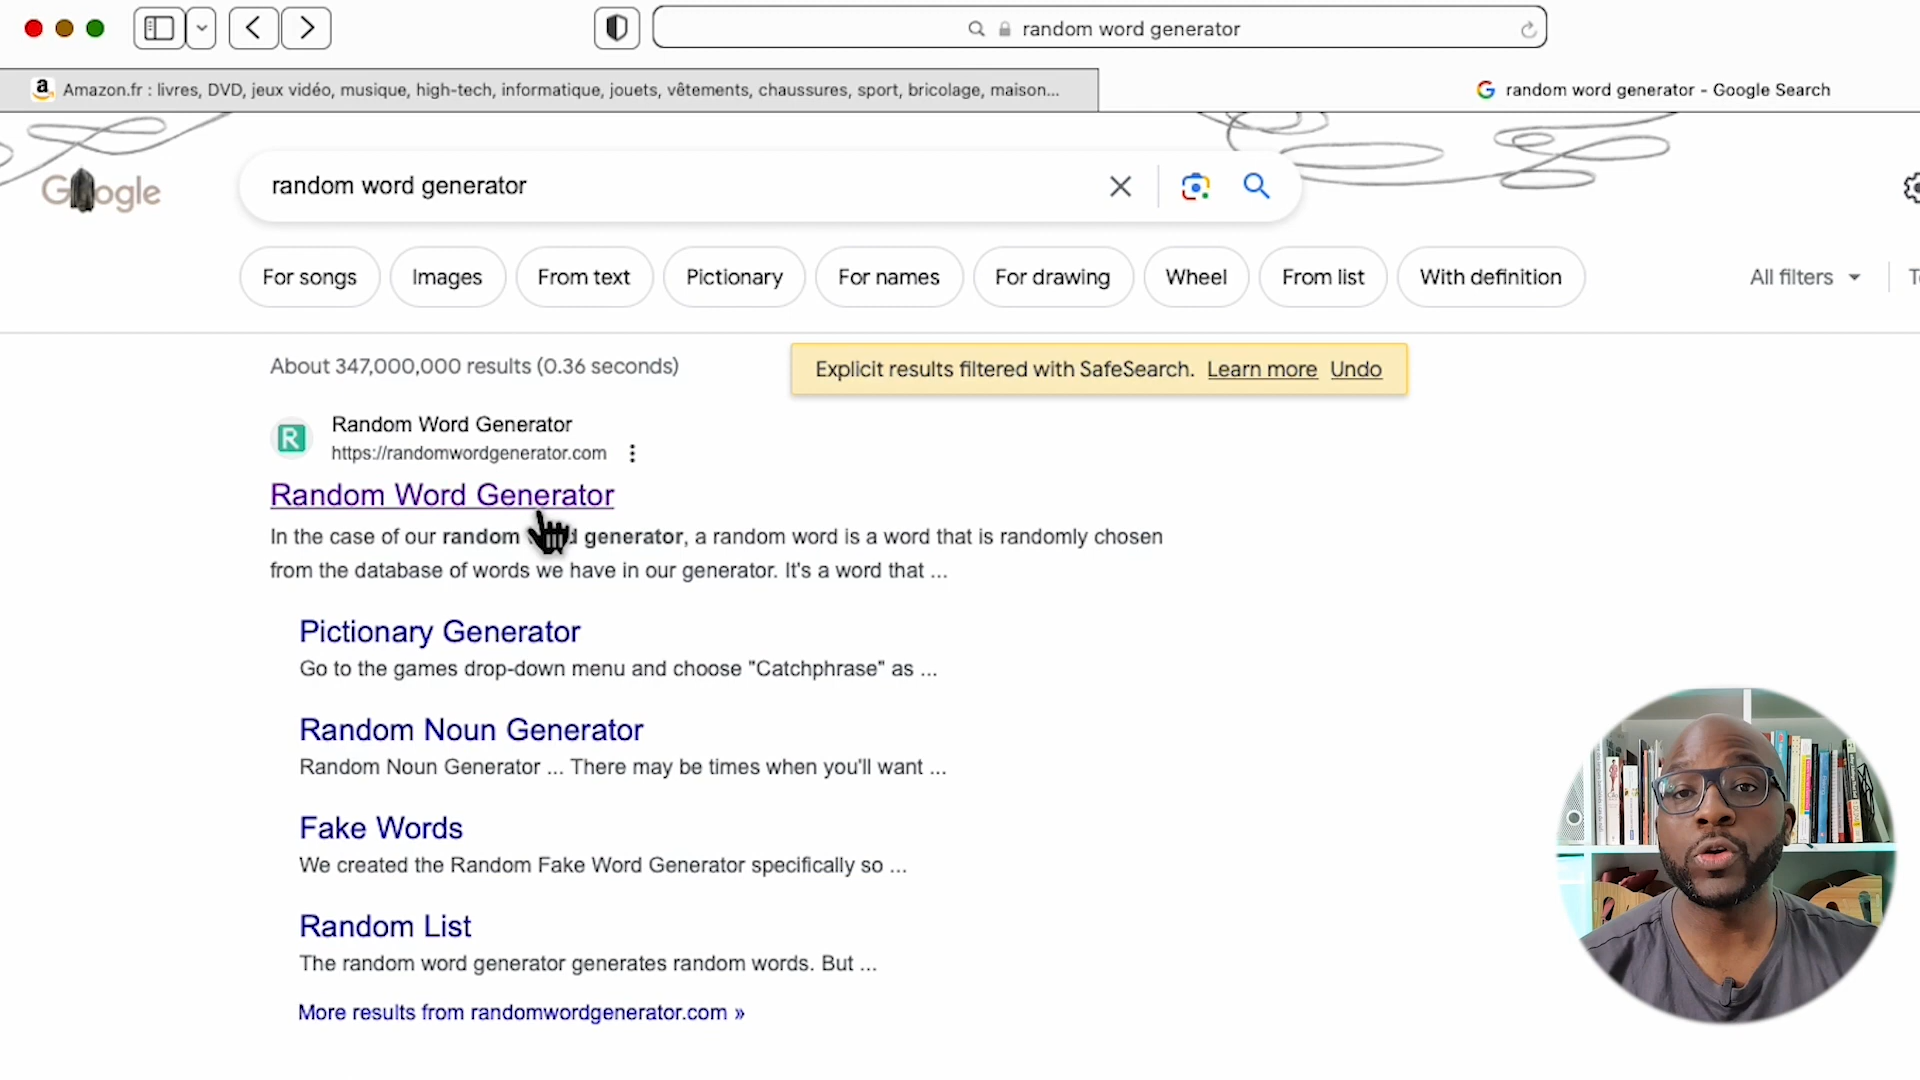 random word generator
Amazon.fr : livres, DVD, jeux vidéo, musique, high-tech, informatique, jouets, vêtements, chaussures, sport, bricolage, maison...
random word generator - Google Search
Google
random word generator
For songs
Images
From text
Pictionary
For names
For drawing
Wheel
From list
With definition
All filters
About 347,000,000 results (0.36 seconds)
Explicit results filtered with SafeSearch. Learn more Undo
R
Random Word Generator
https://randomwordgenerator.com
Random Word Generator
In the case of our random generator, a random word is a word that is randomly chosen
from the database of words we have in our generator. It's a word that ...
Pictionary Generator
Go to the games drop-down menu and choose "Catchphrase" as ...
Random Noun Generator
Random Noun Generator ... There may be times when you'll want ...
Fake Words
We created the Random Fake Word Generator specifically so ...
Random List
The random word generator generates random words. But ...
More results from randomwordgenerator.com »